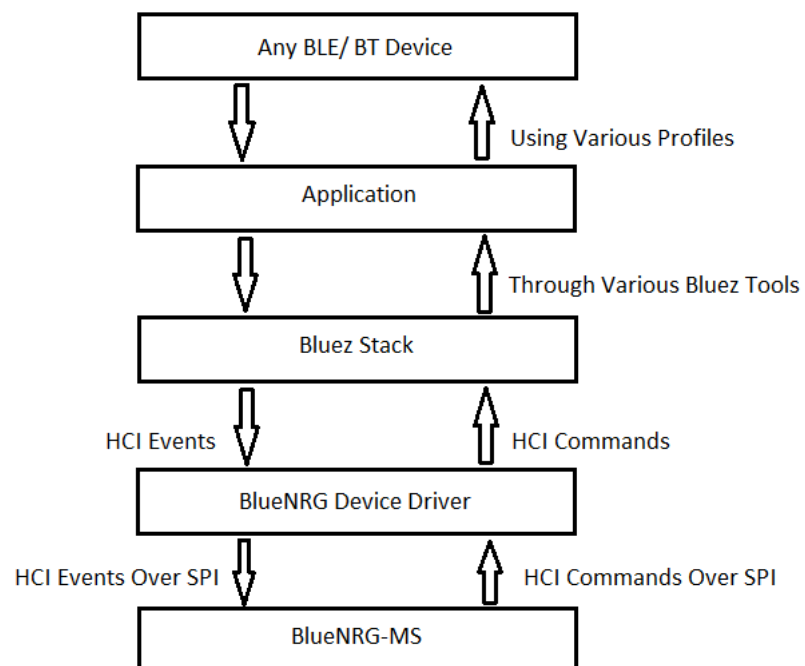 Any BLE/ BT Device
Using Various Profiles
Application
Through Various Bluez Tools
Bluez Stack
HCI Events
HCI Commands
BlueNRG Device Driver
HCI Events Over SPI
HCI Commands Over SPI
BlueNRG-MS